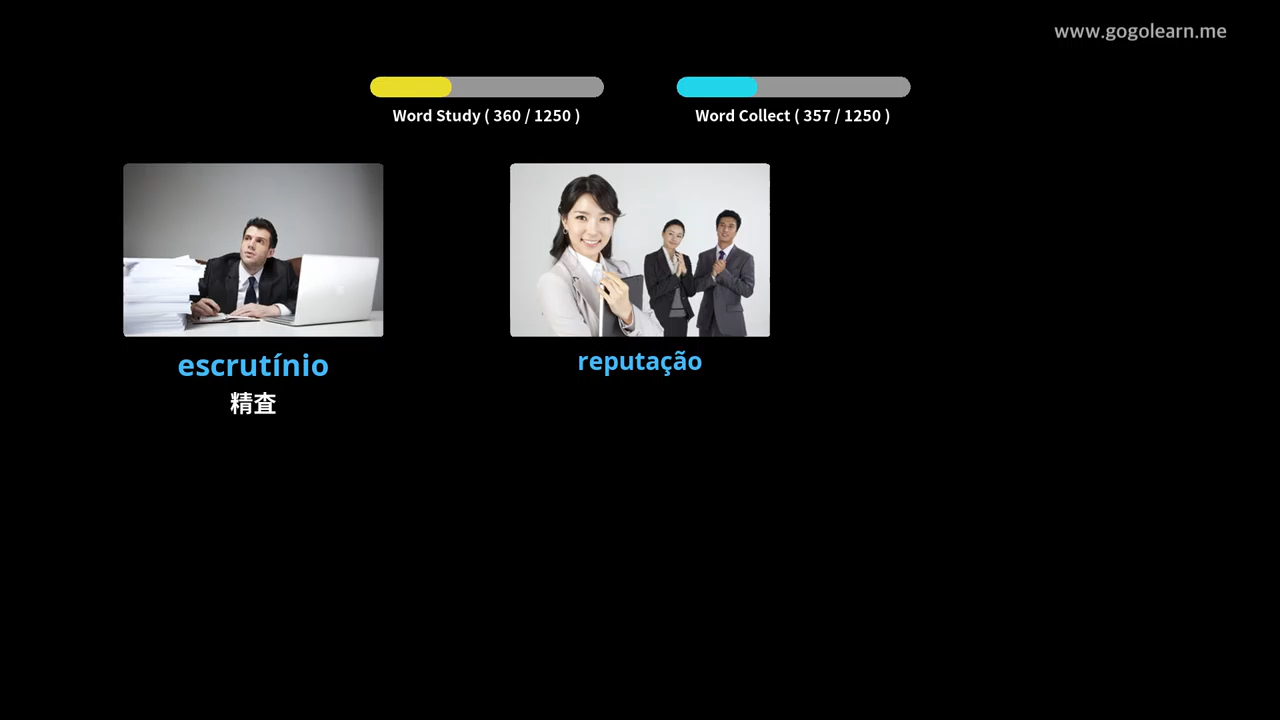 www.gogolearn.me
Word Study ( 360 / 1250 )
Word Collect ( 357 / 1250 )
escrutínio
精査
reputação